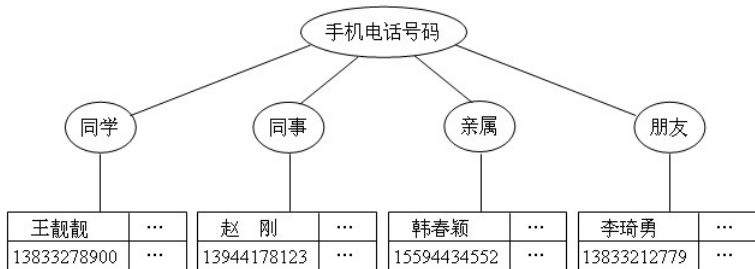 手机电话号码
同学 同事 亲属 朋友
王靓靓 … 赵 刚 … 韩春颖 … 李琦勇 …
13833278900 … 13944178123 … 15594434552 … 13833212779 …